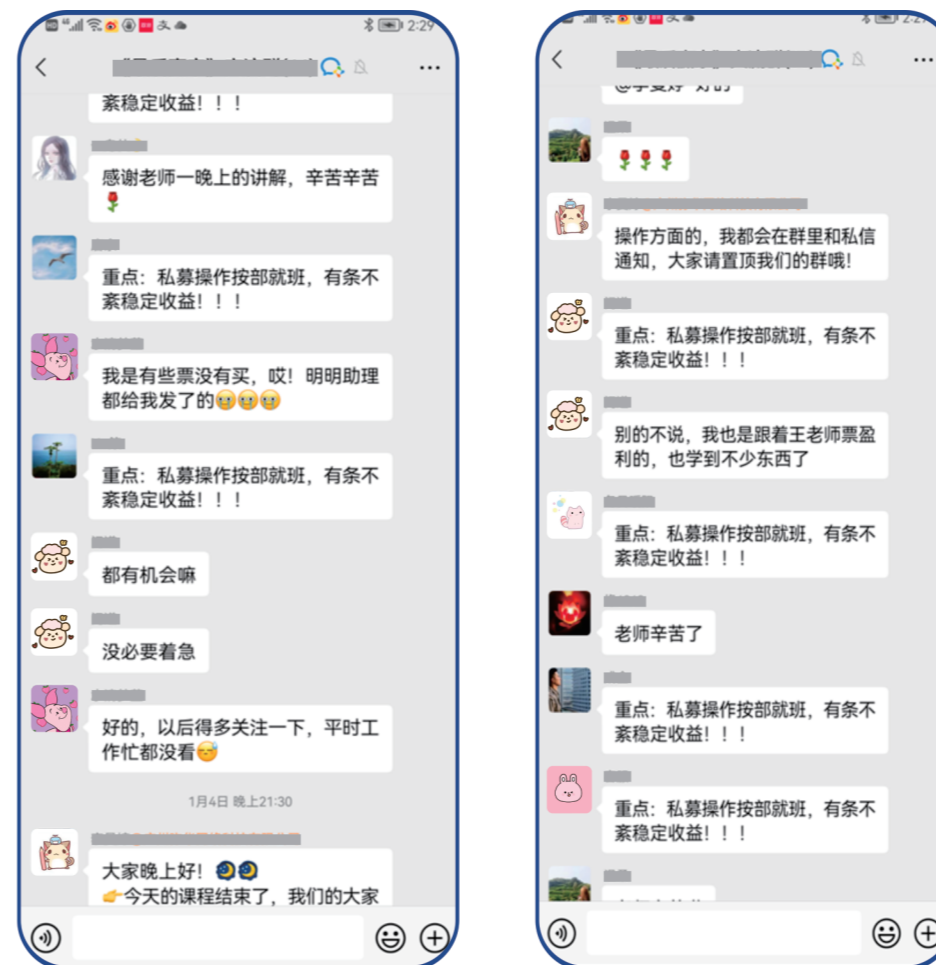 2:29
紊稳定收益！！！
感谢老师一晚上的讲解，辛苦辛苦
重点：私募操作按部就班，有条不
紊稳定收益！！！
我是有些票没有买，哎！明明助理
都给我发了的
重点：私募操作按部就班，有条不
紊稳定收益！！！
都有机会嘛
没必要着急
好的，以后得多关注一下，平时工
作忙都没看
1月4日 晚上21:30
大家晚上好！
今天的课程结束了，我们的大家
操作方面的，我都会在群里和私信
通知，大家请置顶我们的群哦!
重点：私募操作按部就班，有条不
紊稳定收益！！！
别的不说，我也是跟着王老师票盈
利的，也学到不少东西了
重点：私募操作按部就班，有条不
紊稳定收益！！！
老师辛苦了
重点：私募操作按部就班，有条不
紊稳定收益！！！
重点：私募操作按部就班，有条不
紊稳定收益！！！